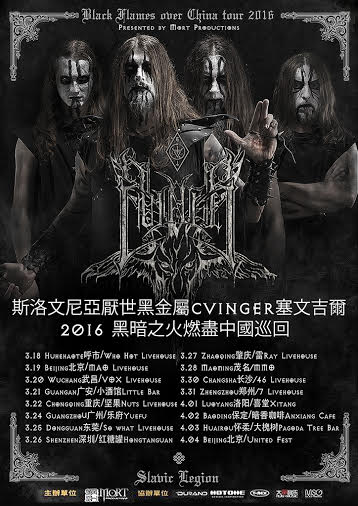 Black Flames over China tour 2016
Presented by Mort Productions
斯洛文尼亞厭世黑金屬CVINGER塞文吉爾
2016 黑暗之火燃盡中國巡回
3.18 Huhehaote呼市/Who Hot Livehouse
3.19 Beijing北京/MAO Livehouse
3.20 Wuchang武昌/VOX Livehouse
3.21 Guangan广安/小酒馆Little Bar
3.22 Chongqing重庆/坚果Nuts Livehouse
3.24 Guangzhou广州/乐府Yuefu
3.25 Dongguan东莞/So what Livehouse
3.26 Shenzhen深圳/红糖罐Hongtanguan
3.27 Zhaoqing肇庆/雷Ray Livehouse
3.28 Maoming茂名/
3.30 Changsha长沙/46 Livehouse
3.31 Zhengzhou郑州/7 Livehouse
4.01 Luoyang洛阳/喜堂Xitang
4.02 Baoding保定/暗香咖啡Anxiang Cafe
4.03 Huairou怀柔/大槐树Pagoda Tree Bar
4.04 Beijing北京/United Fest
Slavic Legion
主辦單位
MORT
協辦單位
DURAND
HOTONE